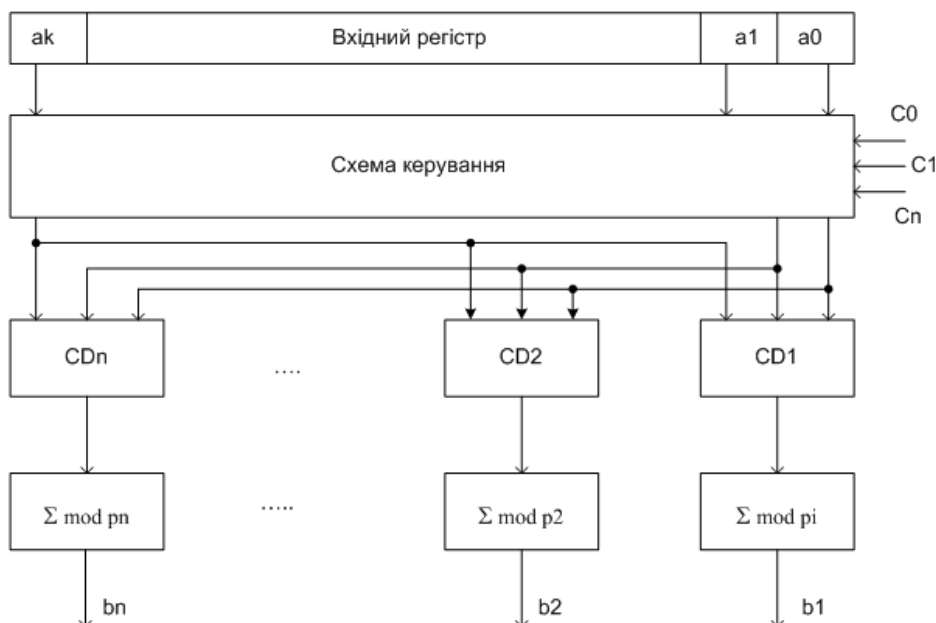 ak
Вхідний регістр
a1
a0
C0
Схема керування
C1
Cn
CDn
....
CD2
CD1
Σ mod pn
.....
Σ mod p2
Σ mod pi
bn
b2
b1